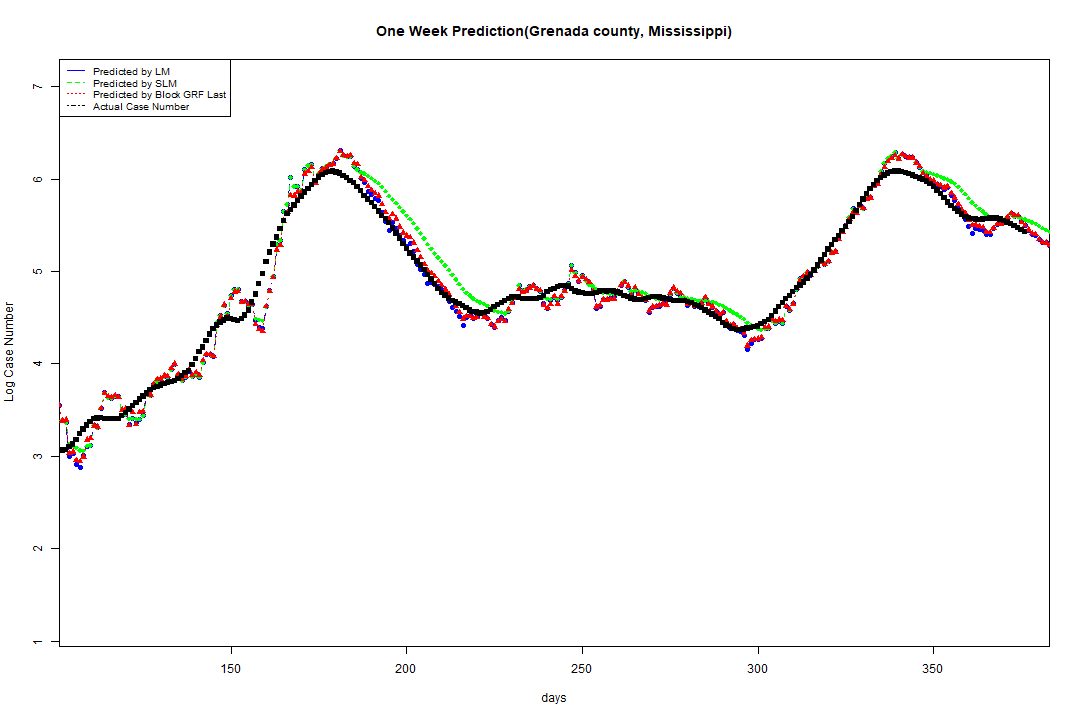 One Week Prediction(Grenada county, Mississippi)
Predicted by LM
Predicted by SLM
Predicted by Block GRF Last
Actual Case Number
7
6
5
4
3
2
1
Log Case Number
150 200 250 300 350
days